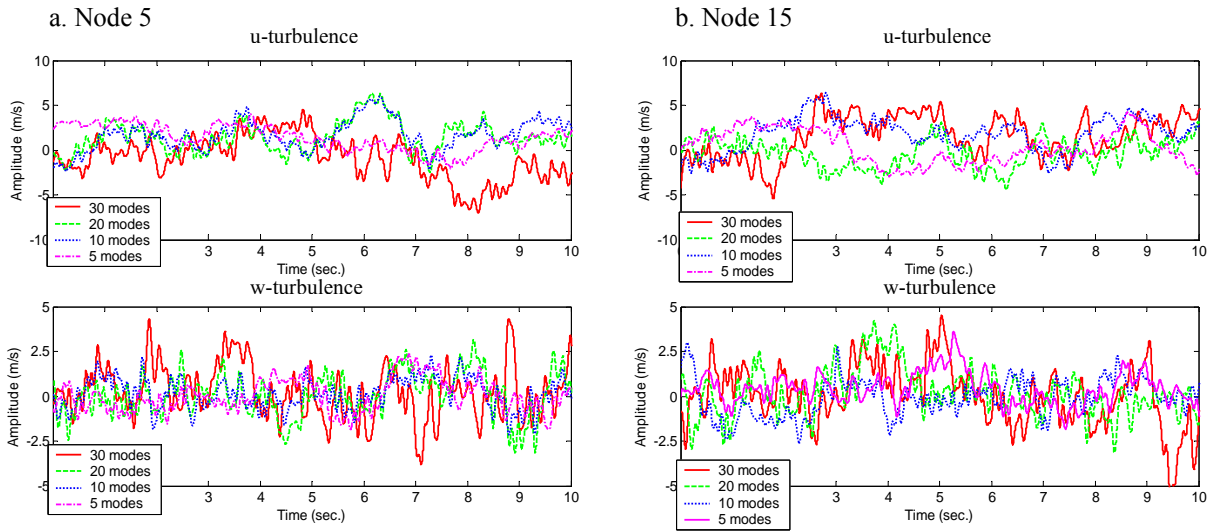 a. Node 5
u-turbulence
10
5
0
-5
-10
Amplitude (m/s)
30 modes
20 modes
10 modes
5 modes
3 4 5 6 7 8 9 10
Time (sec.)
w-turbulence
5
2.5
0
-2.5
-5
Amplitude (m/s)
30 modes
20 modes
10 modes
5 modes
3 4 5 6 7 8 9 10
Time (sec.)
b. Node 15
u-turbulence
10
5
0
-5
-10
Amplitude (m/s)
30 modes
20 modes
10 modes
5 modes
3 4 5 6 7 8 9 10
Time (sec.)
w-turbulence
5
2.5
0
-2.5
-5
Amplitude (m/s)
30 modes
20 modes
10 modes
5 modes
3 4 5 6 7 8 9 10
Time (sec.)